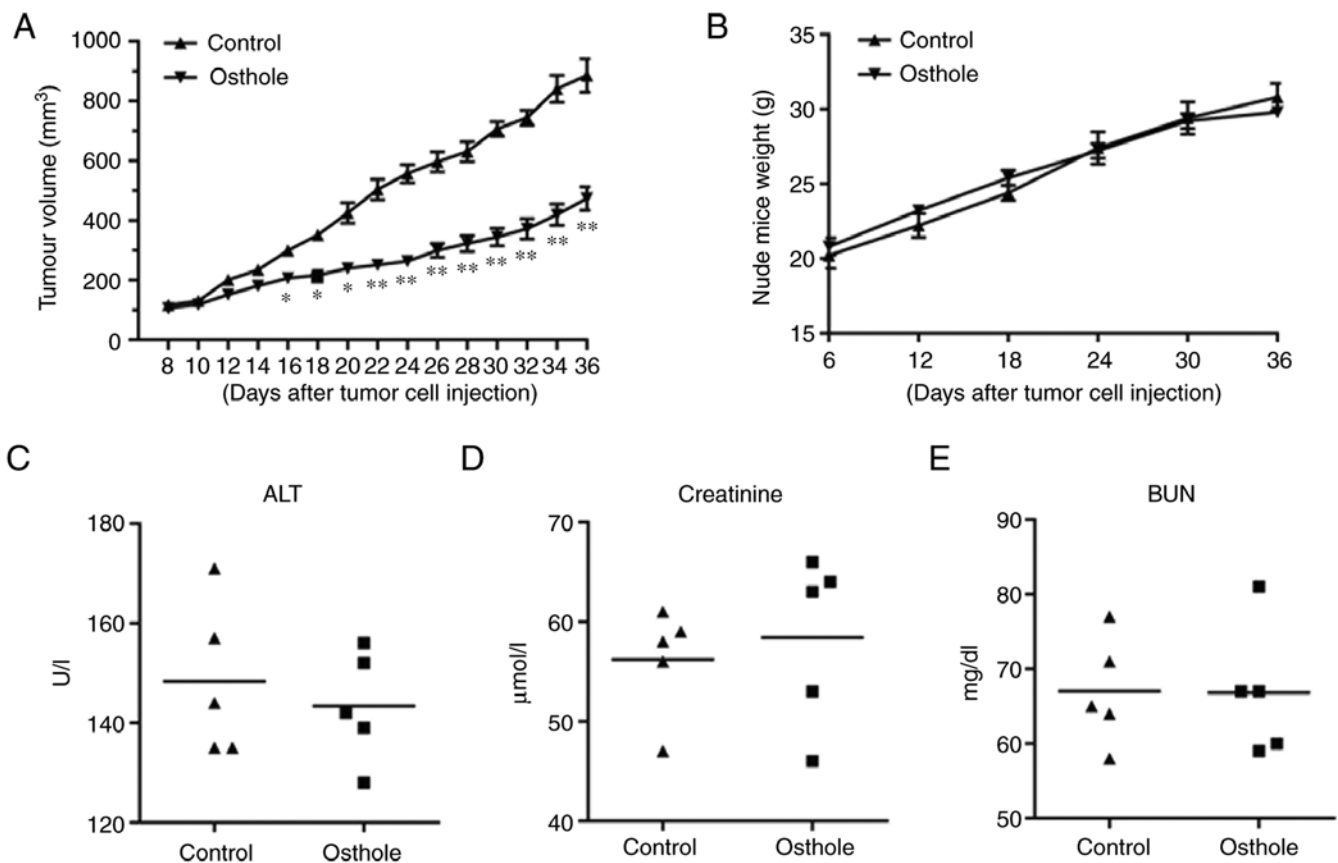 A
1000
800
600
400
200
0
Tumour volume (mm³)
Control
Osthole
* * * ** ** ** ** ** ** ** **
8 10 12 14 16 18 20 22 24 26 28 30 32 34 36
(Days after tumor cell injection)
B
35
30
25
20
15
Nude mice weight (g)
Control
Osthole
6 12 18 24 30 36
(Days after tumor cell injection)
C
ALT
180
160
140
120
U/l
Control Osthole
D
Creatinine
70
60
50
40
μmol/l
Control Osthole
E
BUN
90
80
70
60
50
mg/dl
Control Osthole